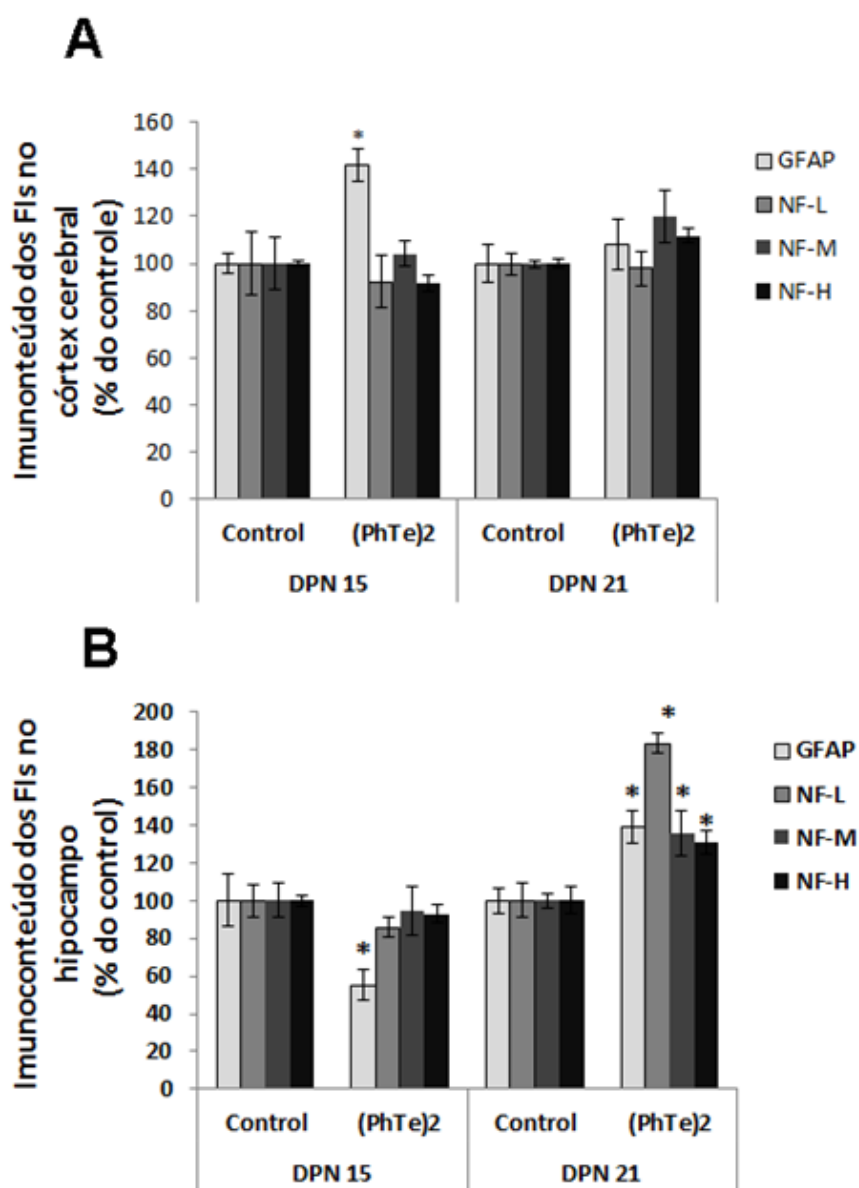 A
Imunonteúdo dos FIs no
córtex cerebral
(% do controle)
160
140
120
100
80
60
40
20
0
*
GFAP
NF-L
NF-M
NF-H
Control
(PhTe)2
Control
(PhTe)2
DPN 15
DPN 21
B
Imunoconteúdo dos FIs no
hipocampo
(% do control)
200
180
160
140
120
100
80
60
40
20
0
*
*
*
*
*
GFAP
NF-L
NF-M
NF-H
Control
(PhTe)2
Control
(PhTe)2
DPN 15
DPN 21